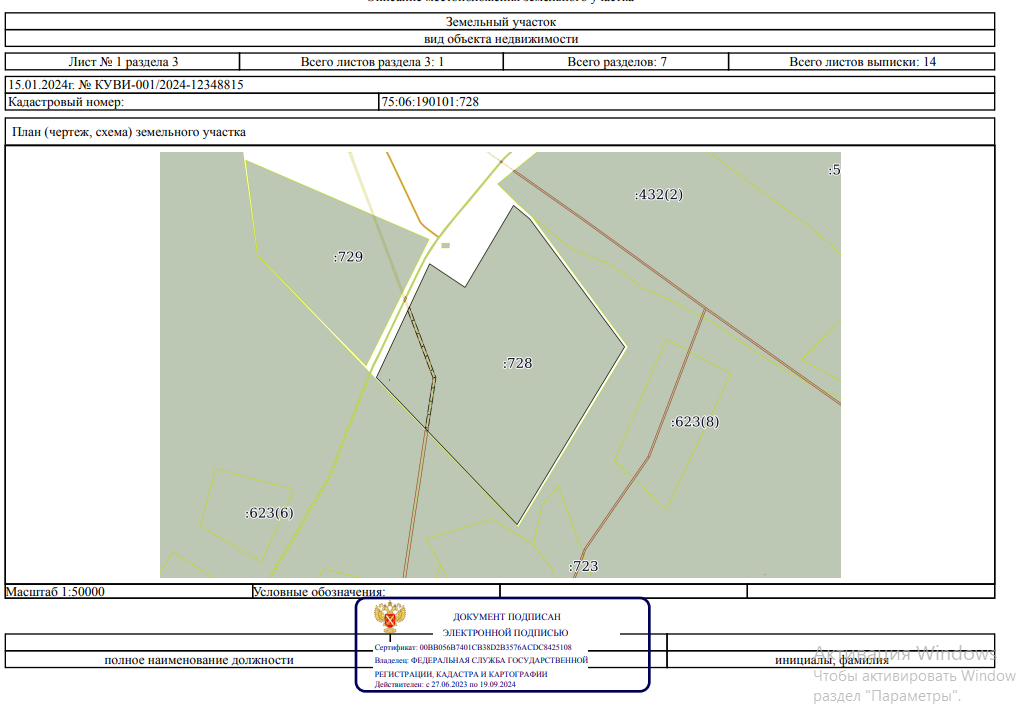 Описание местоположения земельного участка
Земельный участок
вид объекта недвижимости
Лист № 1 раздела 3 Всего листов раздела 3: 1 Всего разделов: 7 Всего листов выписки: 14
15.01.2024г. № КУВИ-001/2024-12348815
Кадастровый номер: 75:06:190101:728
План (чертеж, схема) земельного участка
:5
:432(2)
:729
:728
:623(8)
:623(6)
:723
Масштаб 1:50000 Условные обозначения:
ДОКУМЕНТ ПОДПИСАН
ЭЛЕКТРОННОЙ ПОДПИСЬЮ
Сертификат: 00BB056B7401CB38D2B3576ACDC8425108
Владелец: ФЕДЕРАЛЬНАЯ СЛУЖБА ГОСУДАРСТВЕННОЙ
РЕГИСТРАЦИИ, КАДАСТРА И КАРТОГРАФИИ
Действителен: с 27.06.2023 по 19.09.2024
полное наименование должности инициалы, фамилия
Активация Windows
Чтобы активировать Window
раздел "Параметры".